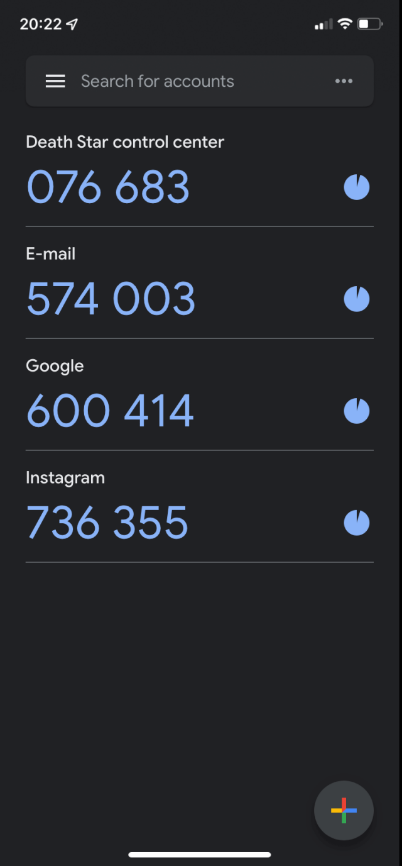 20:22
Search for accounts
Death Star control center
076 683
E-mail
574 003
Google
600 414
Instagram
736 355